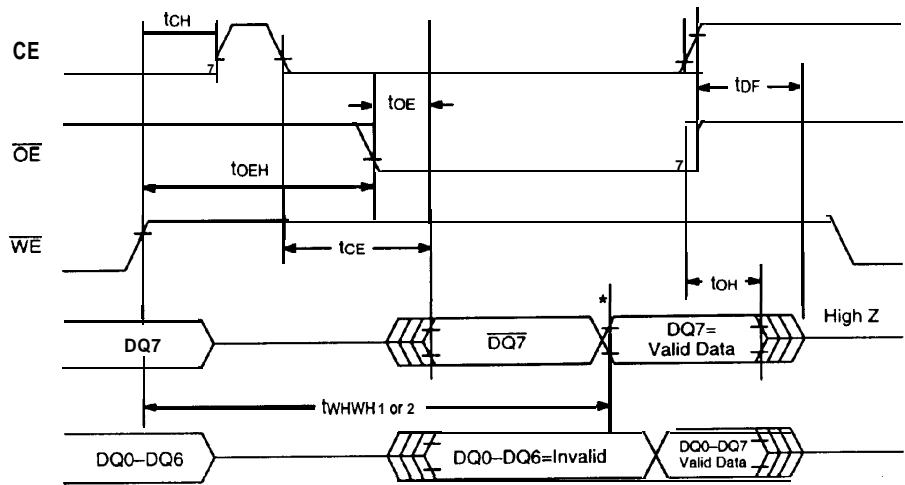 tCH
CE
7
tDF
tOE
OE
7
tOEH
WE
tCE
tOH
*
High Z
DQ7
DQ7
DQ7=
Valid Data
tWHWH 1 or 2
DQ0–DQ6
DQ0–DQ6=Invalid
DQ0–DQ7
Valid Data